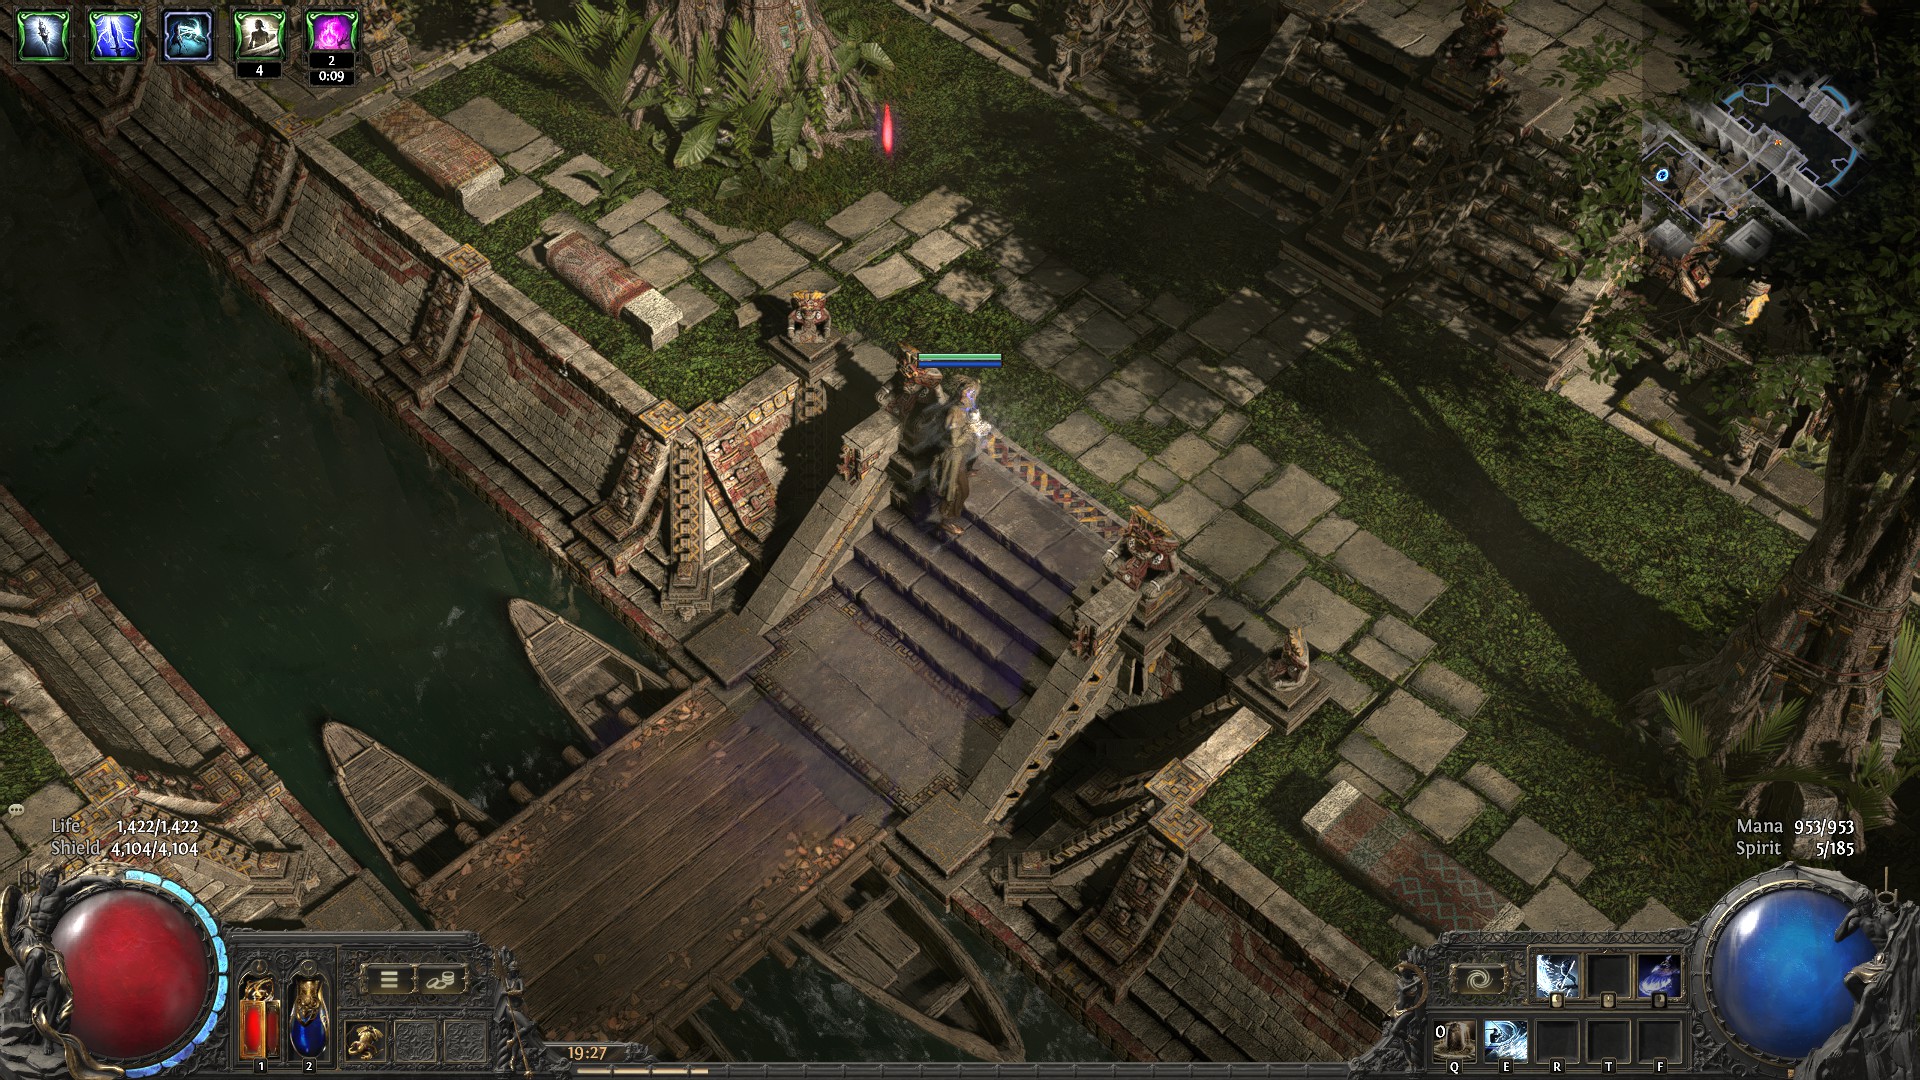 4
2
0:09
Life 1,422/1,422
Shield 4,104/4,104
Mana 953/953
Spirit 5/185
1
2
19:27
0
Q
E
R
T
F